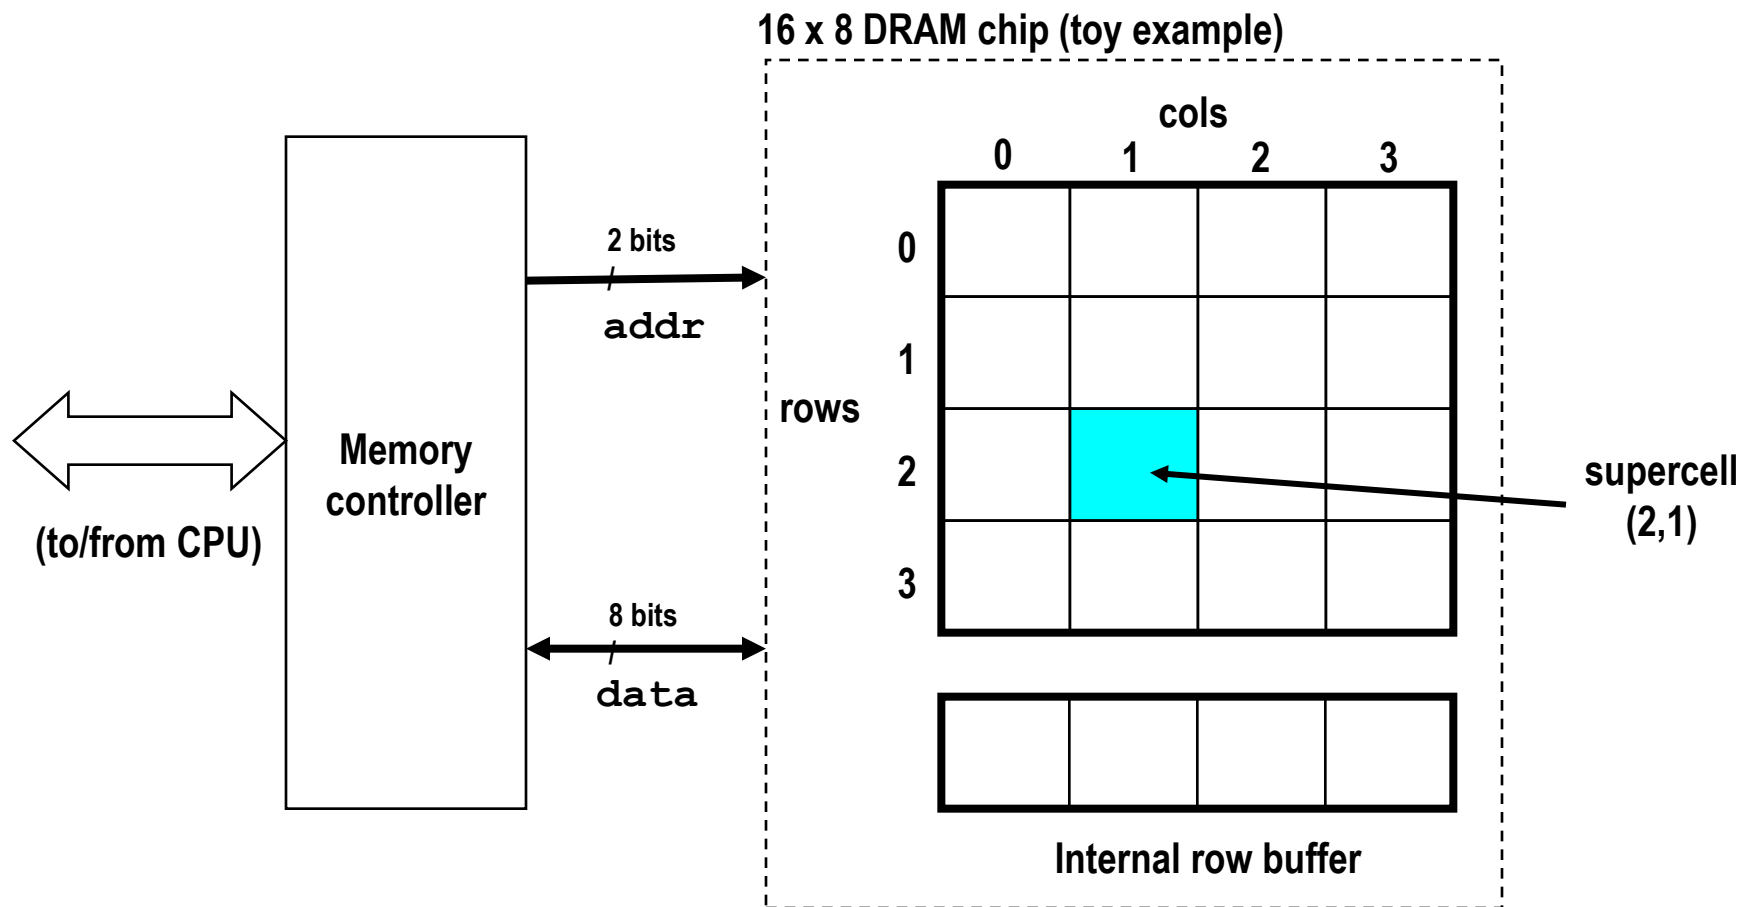 16 x 8 DRAM chip (toy example)
cols
0 1 2 3
2 bits
addr
0
1
rows
2
3
Memory
controller
(to/from CPU)
supercell
(2,1)
8 bits
data
Internal row buffer